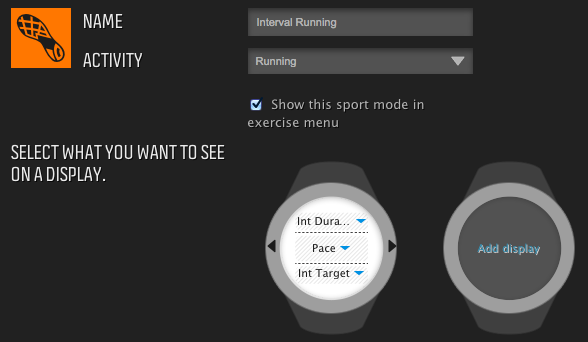 NAME
Interval Running
ACTIVITY
Running
Show this sport mode in
exercise menu
SELECT WHAT YOU WANT TO SEE
ON A DISPLAY.
Int Dura...
Pace
Int Target
Add display